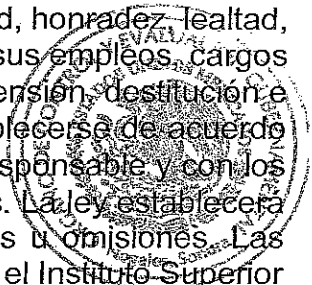 d, honradez, lealtad,
sus empleos, cargos
ensión, destitución e
blecerse de acuerdo
sponsable y con los
s. La ley establecerá
s u omisiones. Las
el Instituto Superior